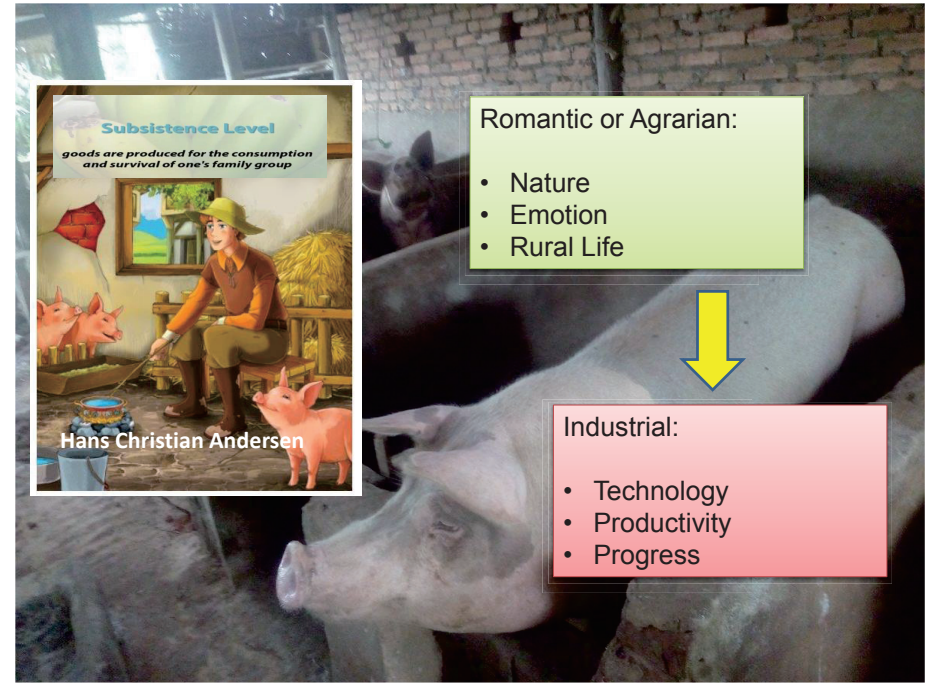 Subsistence Level
goods are produced for the consumption
and survival of one's family group
Hans Christian Andersen
Romantic or Agrarian:
• Nature
• Emotion
• Rural Life
Industrial:
• Technology
• Productivity
• Progress